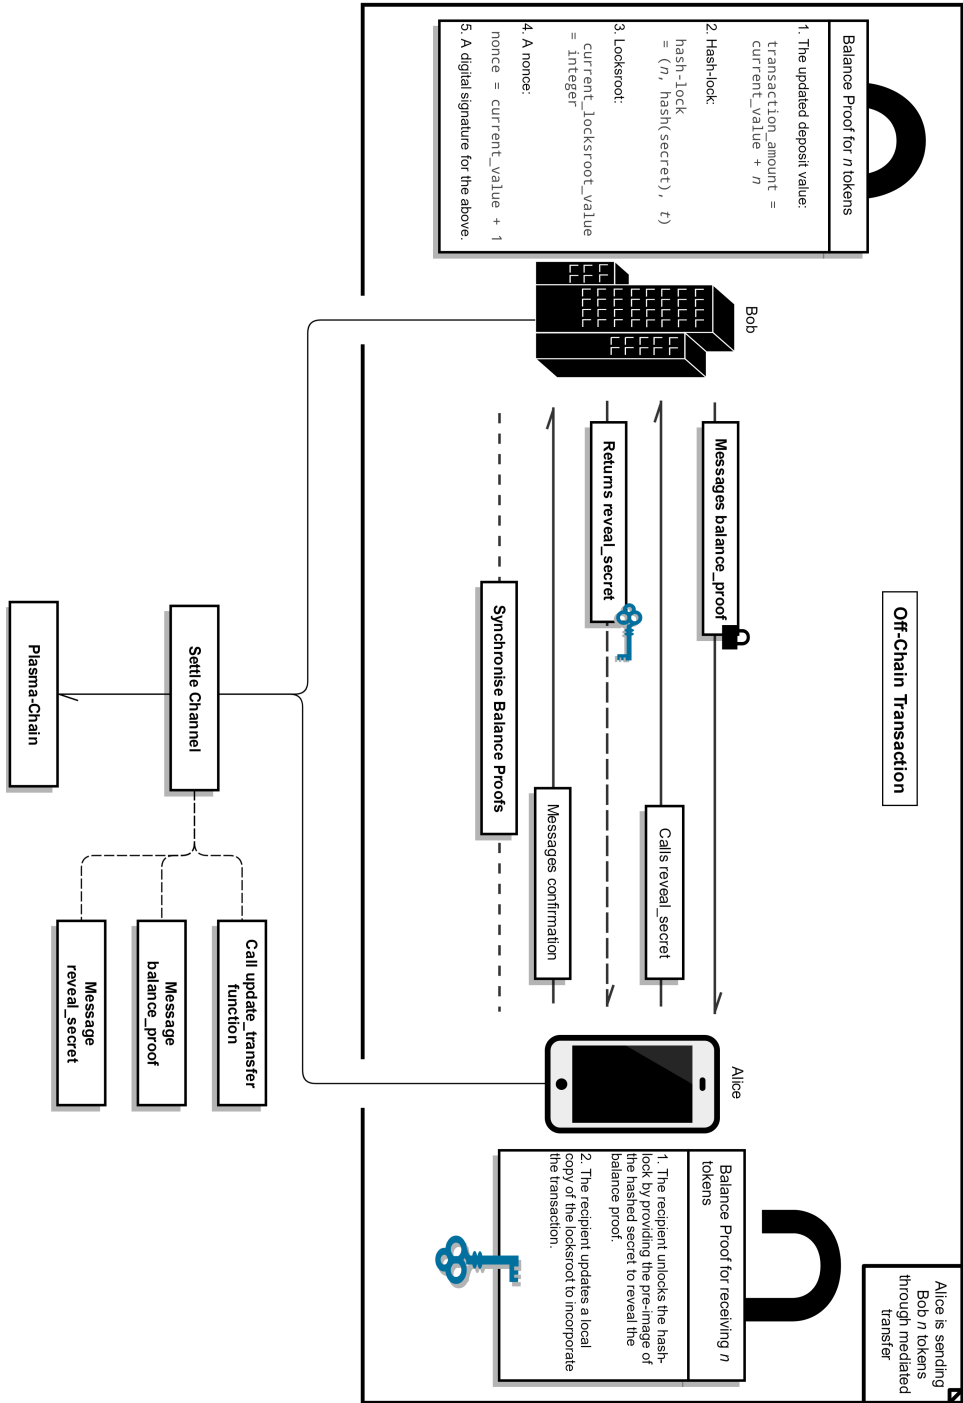 Alice is sending
Bob n tokens
through mediated
transfer
Off-Chain Transaction
Balance Proof for n tokens
1. The updated deposit value:
transaction_amount =
current_value + n
2. Hash-lock:
hash-lock
= (n, hash(secret), t)
3. Locksroot:
current_locksroot_value
= integer
4. A nonce:
nonce = current_value + 1
5. A digital signature for the above.
Bob
Messages balance_proof
Calls reveal_secret
Returns reveal_secret
Messages confirmation
Synchronise Balance Proofs
Alice
Balance Proof for receiving n
tokens
1. The recipient unlocks the hash-
lock by providing the pre-image of
the hashed secret to reveal the
balance proof.
2. The recipient updates a local
copy of the locksroot to incorporate
the transaction.
Settle Channel
Call update_transfer
function
Message
balance_proof
Message
reveal_secret
Plasma-Chain